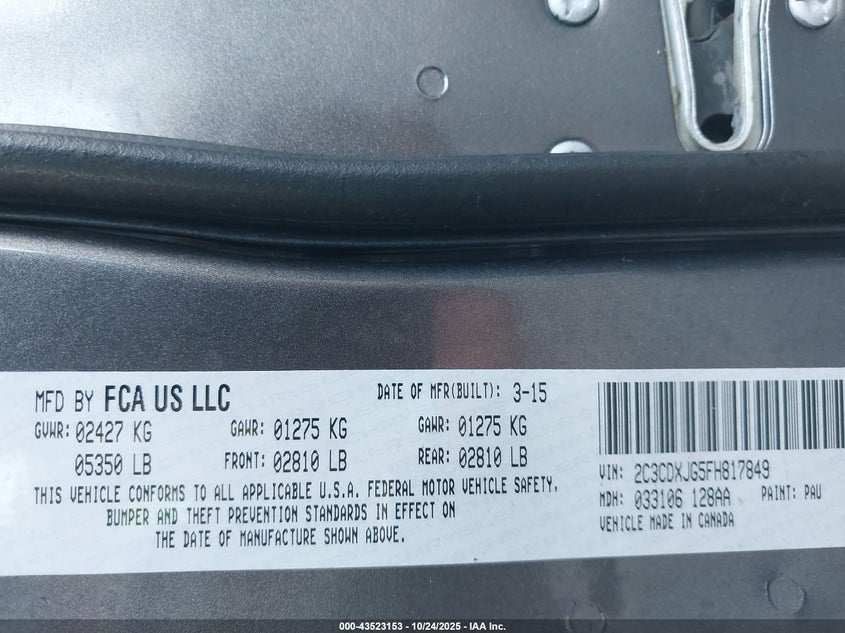 MFD BY FCA US LLC DATE OF MFR(BUILT): 3-15
GVWR: 02427 KG GAWR: 01275 KG GAWR: 01275 KG
05350 LB FRONT: 02810 LB REAR: 02810 LB
THIS VEHICLE CONFORMS TO ALL APPLICABLE U.S.A. FEDERAL MOTOR VEHICLE SAFETY,
BUMPER AND THEFT PREVENTION STANDARDS IN EFFECT ON
THE DATE OF MANUFACTURE SHOWN ABOVE.
VIN: 2C3CDXJG5FH817849
MDH: 033106 128AA PAINT: PAU
VEHICLE MADE IN CANADA
000-43523153 - 10/24/2025 - IAA Inc.